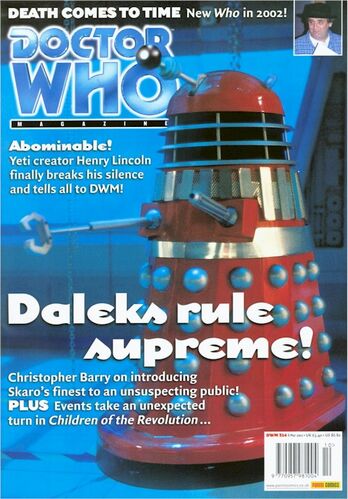 DEATH COMES TO TIME New Who in 2002!
DOCTOR
WHO
MAGAZINE
Abominable!
Yeti creator Henry Lincoln
finally breaks his silence
and tells all to DWM!
Daleks rule
supreme!
Christopher Barry on introducing
Skaro's finest to an unsuspecting public!
PLUS Events take an unexpected
turn in Children of the Revolution ...
PANINI COMICS